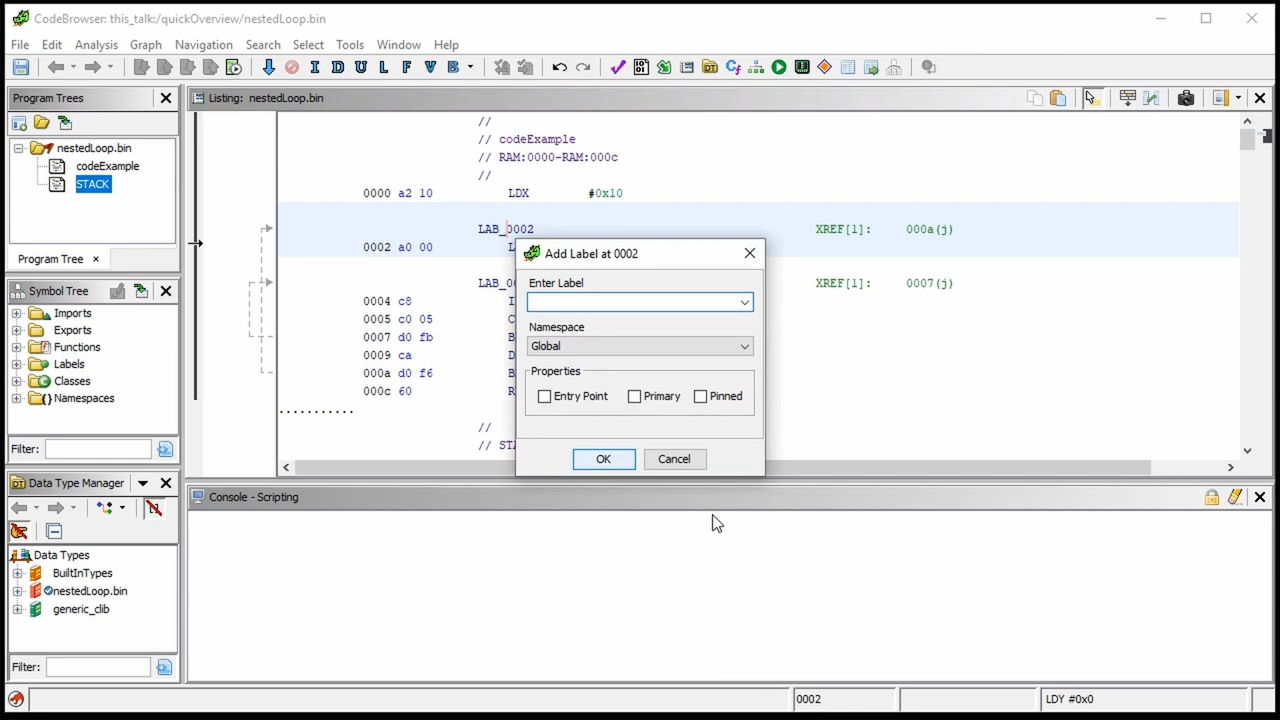 CodeBrowser: this_talk:/quickOverview/nestedLoop.bin
File Edit Analysis Graph Navigation Search Select Tools Window Help
I D U L F V B
Program Trees
nestedLoop.bin
codeExample
STACK
Program Tree ×
Symbol Tree
Imports
Exports
Functions
Labels
Classes
Namespaces
Filter:
Data Type Manager
Data Types
BuiltInTypes
nestedLoop.bin
generic_clib
Filter:
Listing: nestedLoop.bin
//
// codeExample
// RAM:0000-RAM:000c
//
0000 a2 10 LDX #0x10
LAB_0002 XREF[1]: 000a(j)
0002 a0 00 L
LAB_00 XREF[1]: 0007(j)
0004 c8 I
0005 c0 05 C
0007 d0 fb B
0009 ca D
000a d0 f6 B
000c 60 R
//
// STA
Add Label at 0002
Enter Label
Namespace
Global
Properties
Entry Point Primary Pinned
OK Cancel
Console - Scripting
0002 LDY #0x0